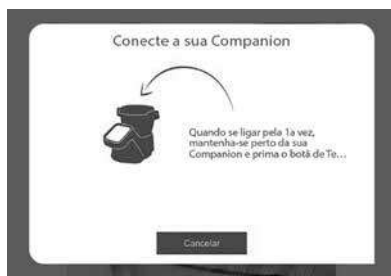 Conecte a sua Companion
Quando se ligar pela 1a vez,
mantenha-se perto da sua
Companion e prima o botã de Te...
Cancelar